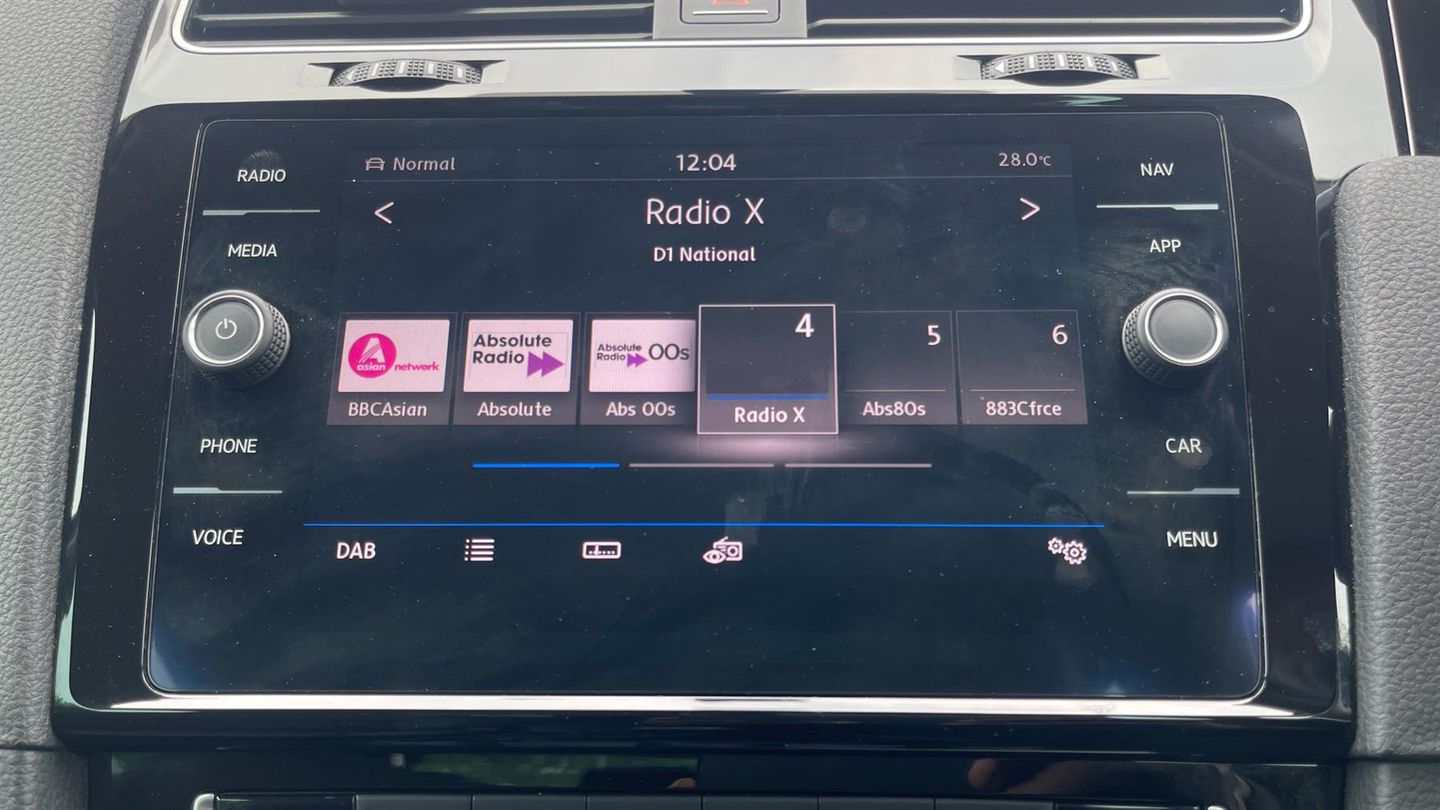 RADIO
MEDIA
PHONE
VOICE
Normal
12:04
28.0°C
<
Radio X
>
D1 National
asian network
BBCAsian
Absolute
Radio
Absolute
Absolute
Radio
00s
Abs 00s
4
Radio X
5
Abs80s
6
883Cfrce
DAB
NAV
APP
CAR
MENU